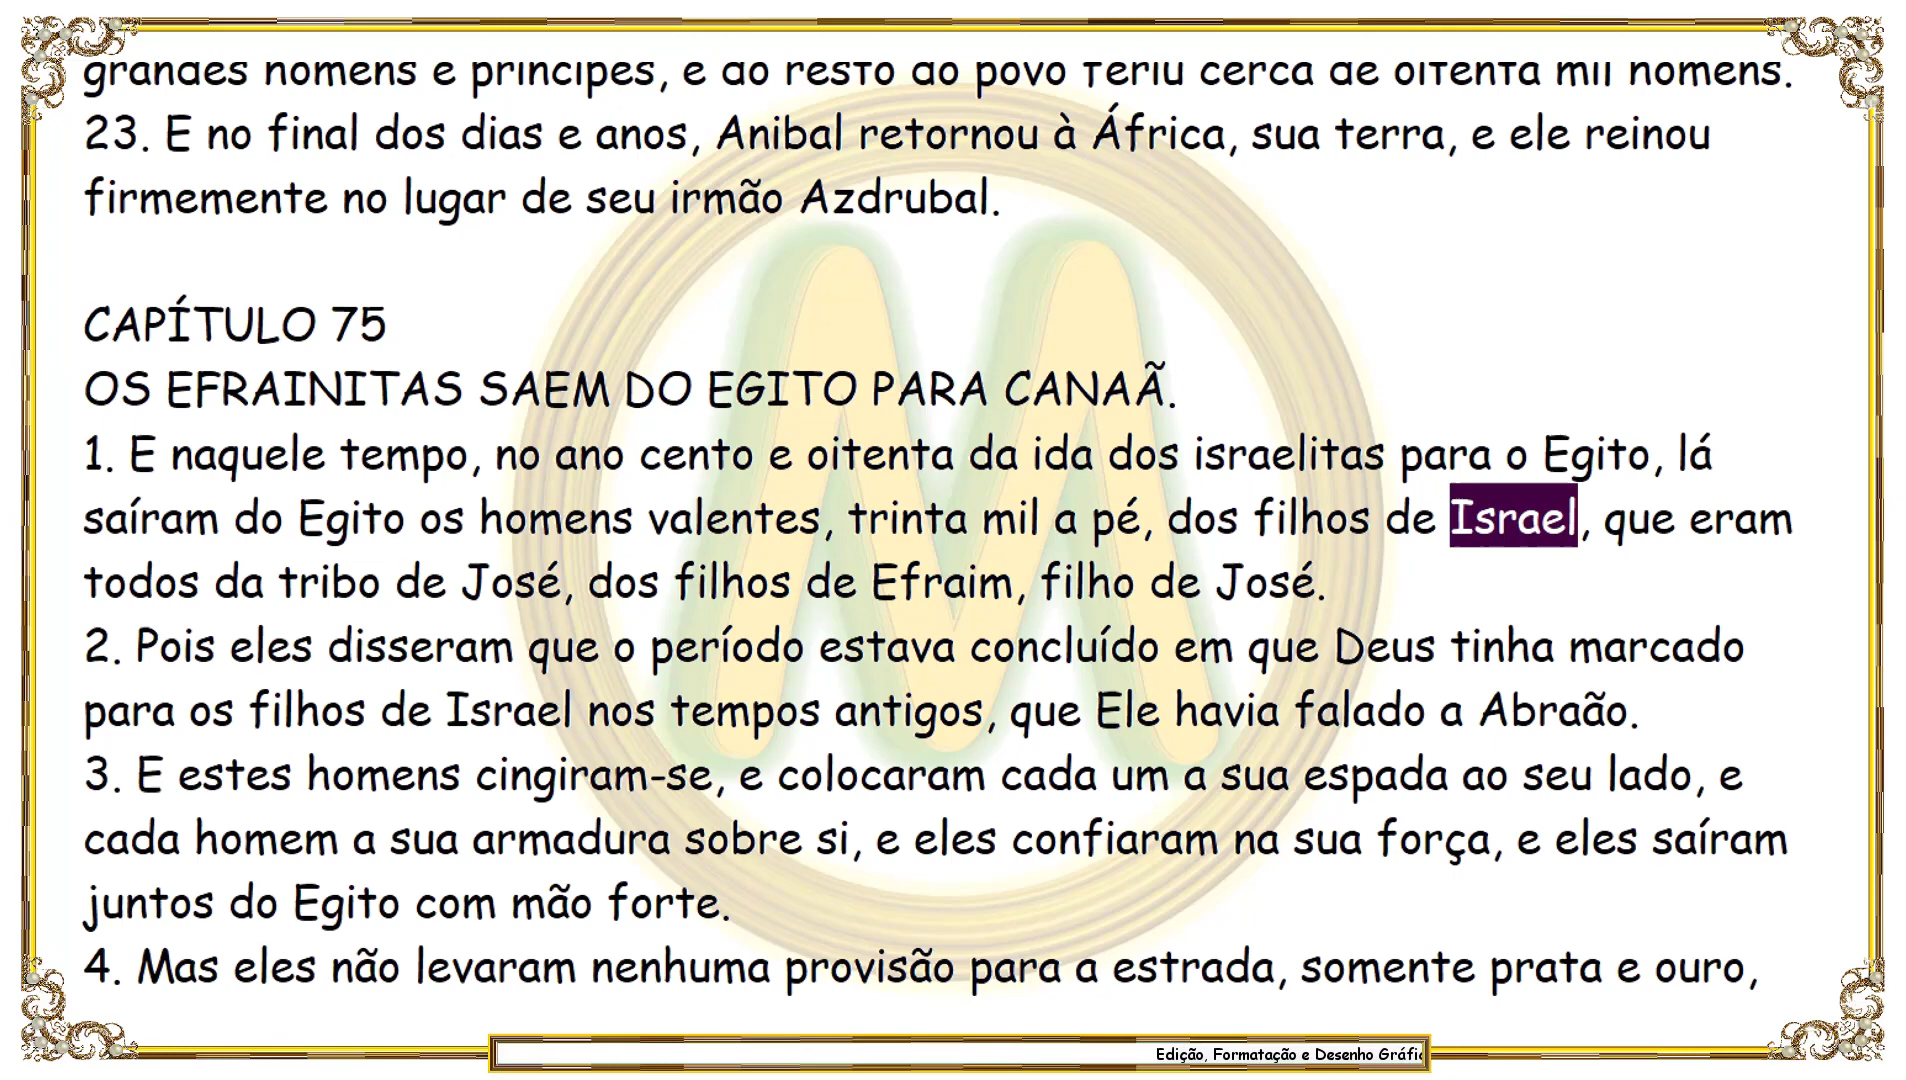 grandes homens e príncipes, e do resto do povo feriu cerca de oitenta mil homens.
23. E no final dos dias e anos, Anibal retornou à África, sua terra, e ele reinou
firmemente no lugar de seu irmão Azdrubal.
CAPÍTULO 75
OS EFRAINITAS SAEM DO EGITO PARA CANAÃ.
1. E naquele tempo, no ano cento e oitenta da ida dos israelitas para o Egito, lá
saíram do Egito os homens valentes, trinta mil a pé, dos filhos de Israel, que eram
todos da tribo de José, dos filhos de Efraim, filho de José.
2. Pois eles disseram que o período estava concluído em que Deus tinha marcado
para os filhos de Israel nos tempos antigos, que Ele havia falado a Abraão.
3. E estes homens cingiram-se, e colocaram cada um a sua espada ao seu lado, e
cada homem a sua armadura sobre si, e eles confiaram na sua força, e eles saíram
juntos do Egito com mão forte.
4. Mas eles não levaram nenhuma provisão para a estrada, somente prata e ouro,
Edição, Formatação e Desenho Gráfic